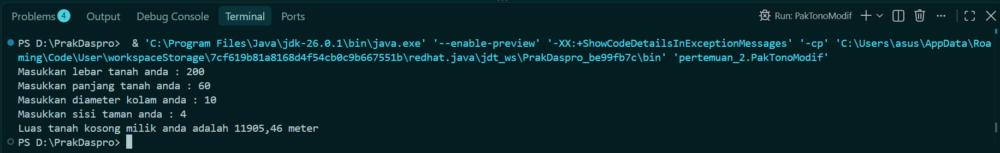 Problems 4 Output Debug Console Terminal Ports Run: PakTonoModif
PS D:\PrakDaspro>  & 'C:\Program Files\Java\jdk-26.0.1\bin\java.exe' '--enable-preview' '-XX:+ShowCodeDetailsInExceptionMessages' '-cp' 'C:\Users\asus\AppData\Roa
ming\Code\User\workspaceStorage\7cf619b81a8168d4f54cb0c9b667551b\redhat.java\jdt_ws\PrakDaspro_be99fb7c\bin' 'pertemuan_2.PakTonoModif'
Masukkan lebar tanah anda : 200
Masukkan panjang tanah anda : 60
Masukkan diameter kolam anda : 10
Masukkan sisi taman anda : 4
Luas tanah kosong milik anda adalah 11905,46 meter
PS D:\PrakDaspro>